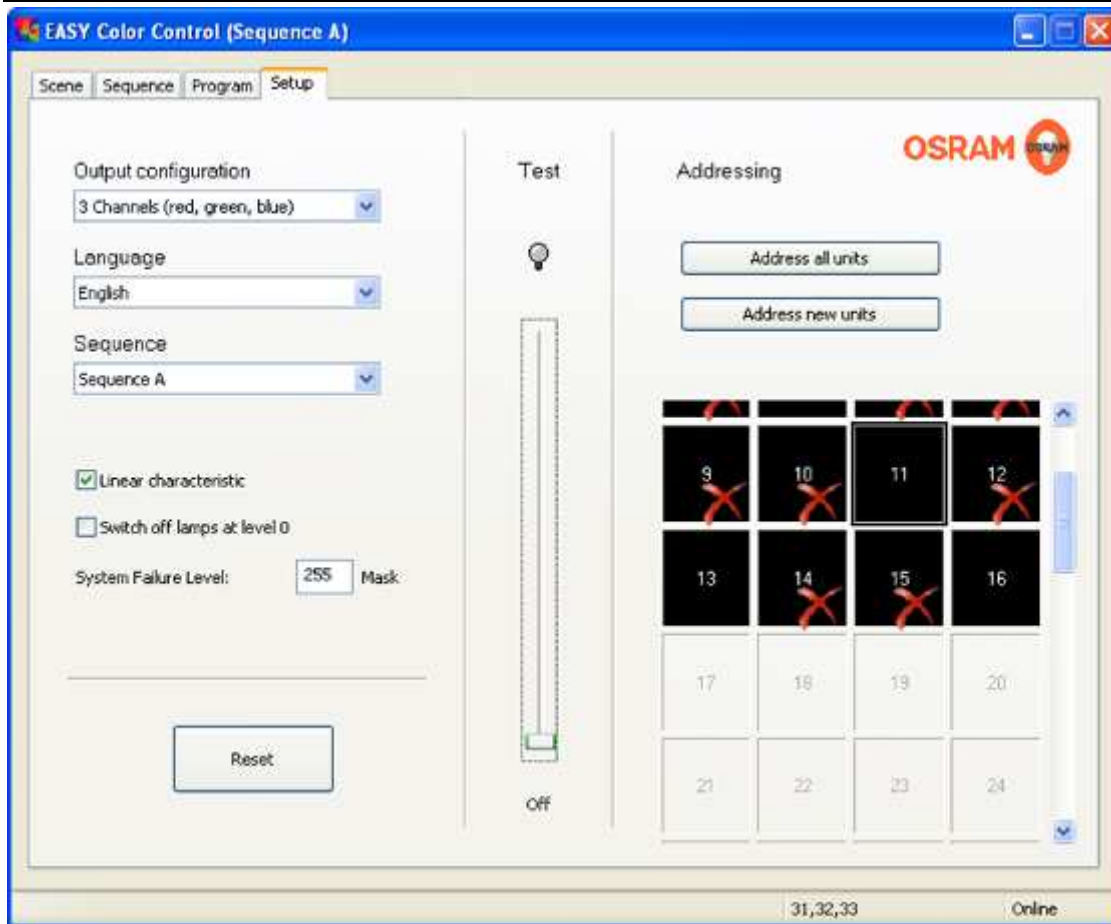 EASY Color Control (Sequence A)
Scene Sequence Program Setup
OSRAM OSRAM
Output configuration
3 Channels (red, green, blue)
Language
English
Sequence
Sequence A
Linear characteristic
Switch off lamps at level 0
System Failure Level: 255 Mask
Reset
Test
Off
Addressing
Address all units
Address new units
9 10 11 12
13 14 15 16
17 18 19 20
21 22 23 24
31,32,33 Online